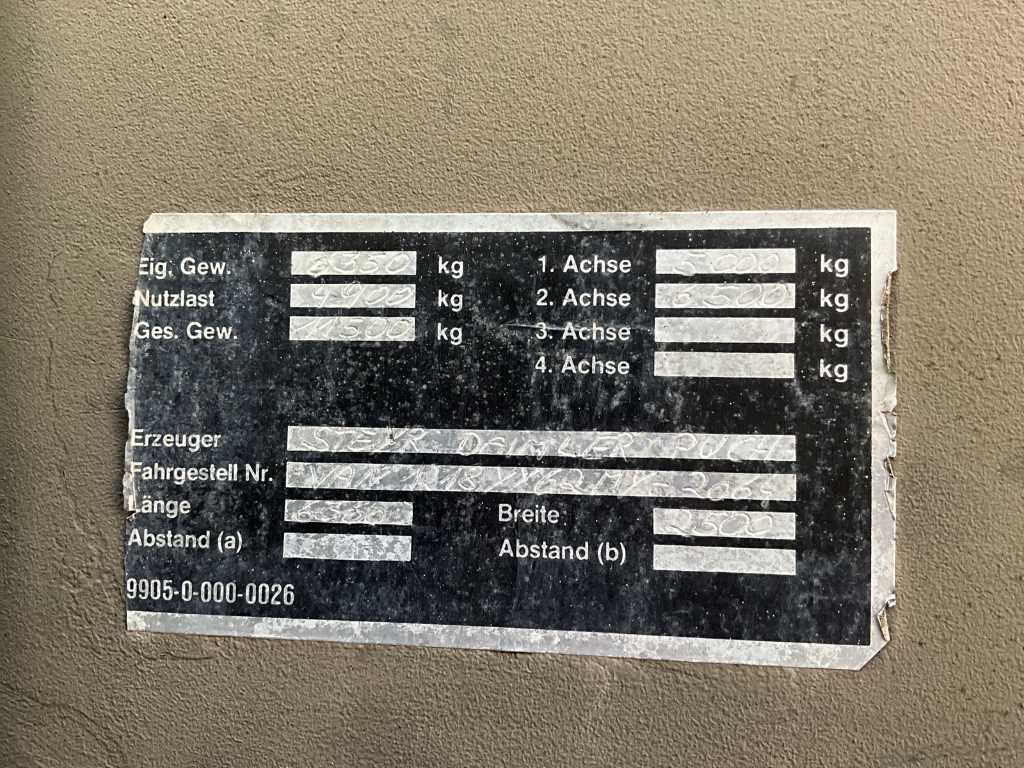 Eig. Gew. 6350 kg 1. Achse 5000 kg
Nutzlast 4900 kg 2. Achse 6500 kg
Ges. Gew. 11500 kg 3. Achse kg
4. Achse kg
Erzeuger STEYR DAIMLER PUCH
Fahrgestell Nr.
Länge Breite 2500
Abstand (a) Abstand (b)
9905-0-000-0026